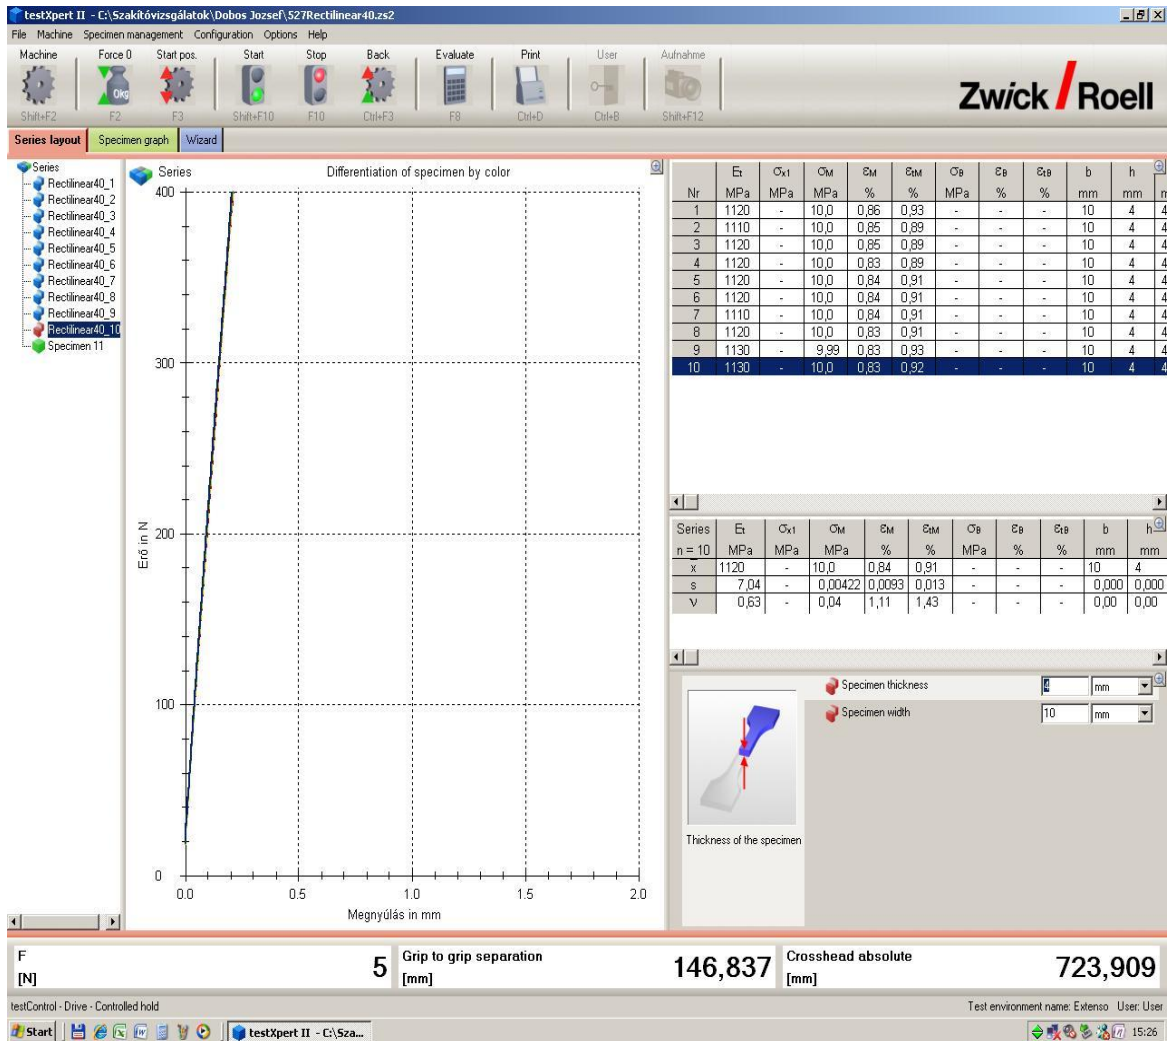 testXpert II - C:\Szakítóvizsgálatok\Dobos Jozsef\527Rectilinear40.zs2
File Machine Specimen management Configuration Options Help
Machine Force 0 Start pos. Start Stop Back Evaluate Print User Aufnahme
0kg
Shift+F2 F2 F3 Shift+F10 F10 Ctrl+F3 F8 Ctrl+D Ctrl+B Shift+F12
Zwick / Roell
Series layout Specimen graph Wizard
Series
Rectilinear40_1
Rectilinear40_2
Rectilinear40_3
Rectilinear40_4
Rectilinear40_5
Rectilinear40_6
Rectilinear40_7
Rectilinear40_8
Rectilinear40_9
Rectilinear40_10
Specimen 11
Series Differentiation of specimen by color
400
300
200
100
0
Erő in N
0.0 0.5 1.0 1.5 2.0
Megnyúlás in mm
Et σx1 σM εM εtM σB εB εtB b h
Nr MPa MPa MPa % % MPa % % mm mm
1 1120 - 10,0 0,86 0,93 - - - 10 4 4
2 1110 - 10,0 0,85 0,89 - - - 10 4 4
3 1120 - 10,0 0,85 0,89 - - - 10 4 4
4 1120 - 10,0 0,83 0,89 - - - 10 4 4
5 1120 - 10,0 0,84 0,91 - - - 10 4 4
6 1120 - 10,0 0,84 0,91 - - - 10 4 4
7 1110 - 10,0 0,84 0,91 - - - 10 4 4
8 1120 - 10,0 0,83 0,91 - - - 10 4 4
9 1130 - 9,99 0,83 0,93 - - - 10 4 4
10 1130 - 10,0 0,83 0,92 - - - 10 4 4
Series Et σx1 σM εM εtM σB εB εtB b h
n = 10 MPa MPa MPa % % MPa % % mm mm
x 1120 - 10,0 0,84 0,91 - - - 10 4
s 7,04 - 0,00422 0,0093 0,013 - - - 0,000 0,000
ν 0,63 - 0,04 1,11 1,43 - - - 0,00 0,00
Specimen thickness 4 mm
Specimen width 10 mm
Thickness of the specimen
F
[N]
5
Grip to grip separation
[mm]
146,837
Crosshead absolute
[mm]
723,909
testControl - Drive - Controlled hold
Test environment name: Extenso User: User
Start testXpert II - C:\Sza... 15:26